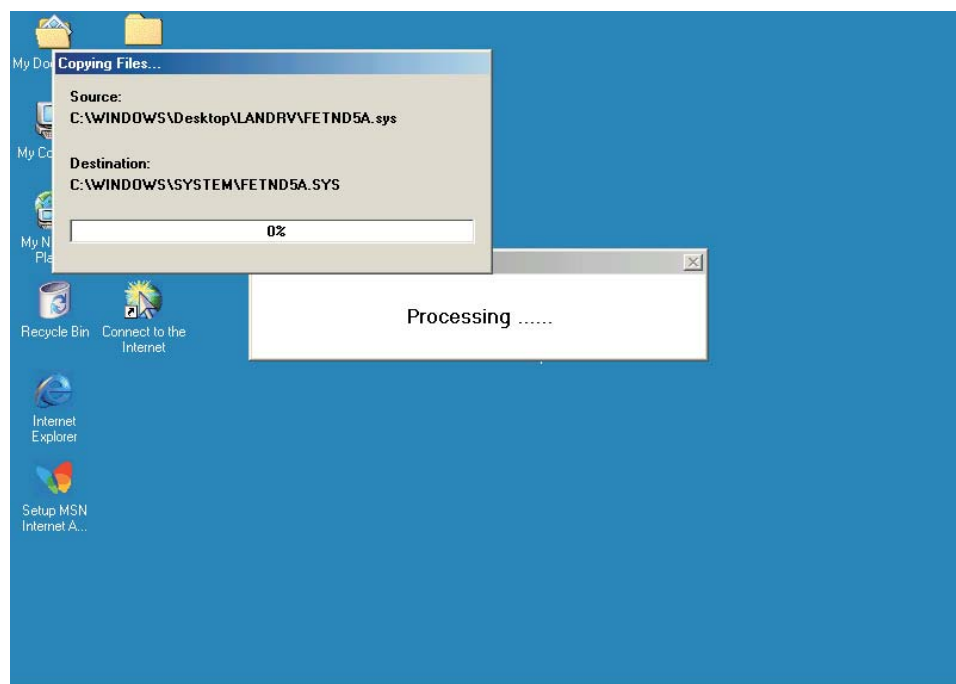 My Do
Copying Files...
Source:
C:\WINDOWS\Desktop\LANDRV\FETND5A.sys
My Co
Destination:
C:\WINDOWS\SYSTEM\FETND5A.SYS
0%
My N
Pla
Processing ......
Recycle Bin
Connect to the
Internet
Internet
Explorer
Setup MSN
Internet A...